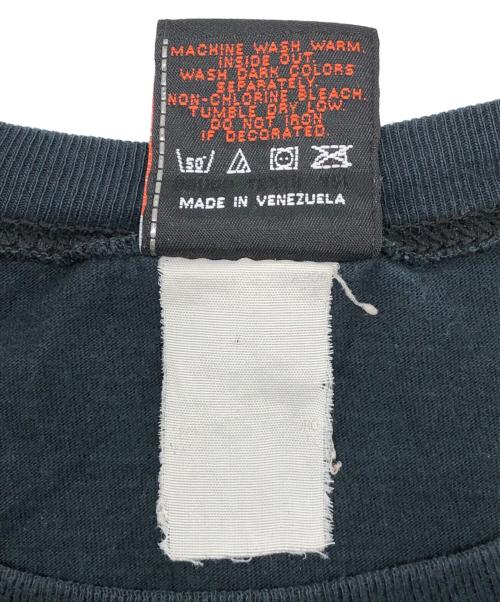 MACHINE WASH WARM.
INSIDE OUT.
WASH DARK COLORS
SEPARATELY.
NON-CHLORINE BLEACH.
TUMBLE DRY LOW.
DO NOT IRON
IF DECORATED.
50°
MADE IN VENEZUELA